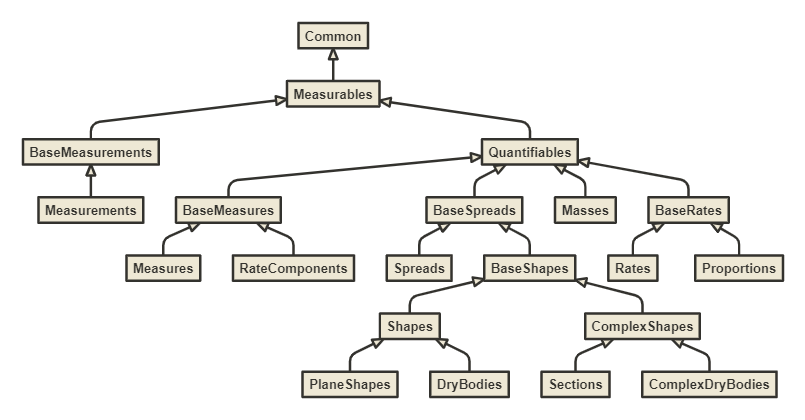 Common
Measurables
BaseMeasurements
Quantifiables
Measurements
BaseMeasures
BaseSpreads
Masses
BaseRates
Measures
RateComponents
Spreads
BaseShapes
Rates
Proportions
Shapes
ComplexShapes
PlaneShapes
DryBodies
Sections
ComplexDryBodies